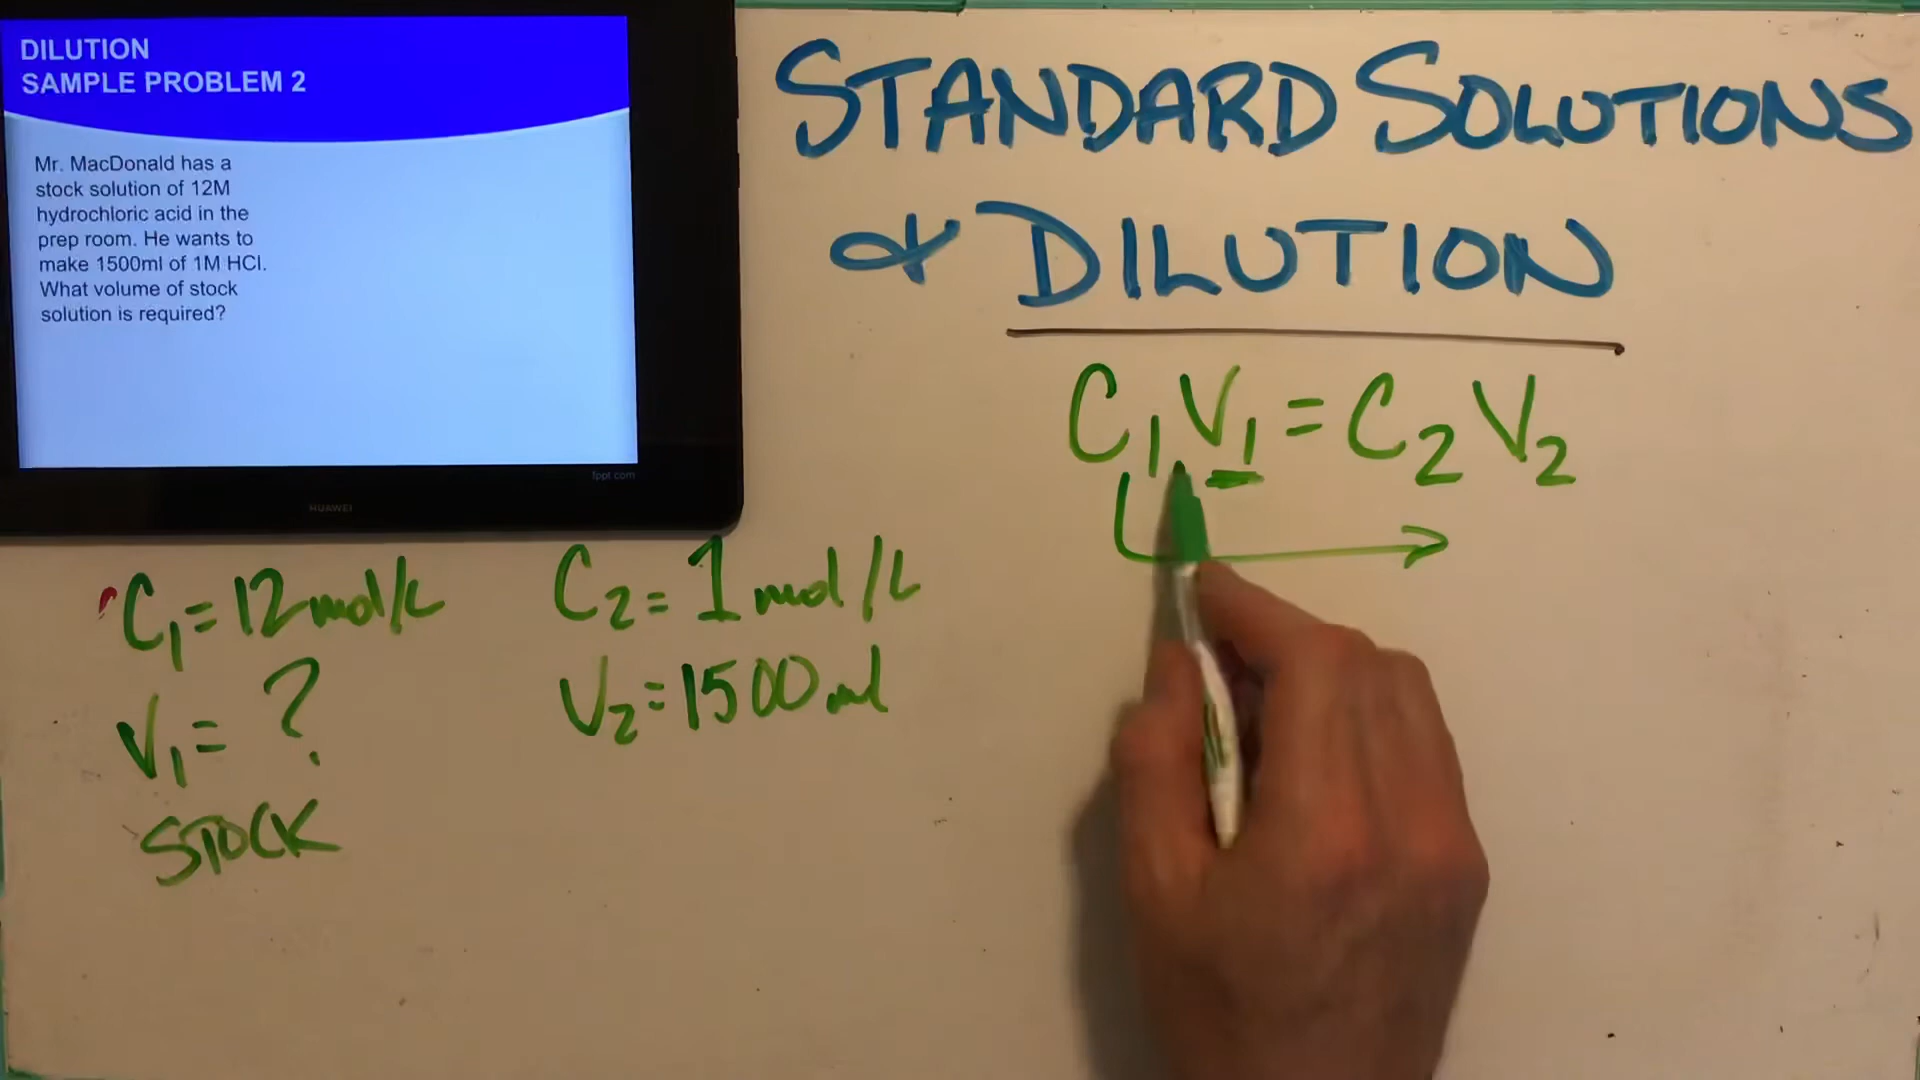 DILUTION
SAMPLE PROBLEM 2
Mr. MacDonald has a
stock solution of 12M
hydrochloric acid in the
prep room. He wants to
make 1500ml of 1M HCl.
What volume of stock
solution is required?
fppt.com
HUAWEI
STANDARD SOLUTIONS
& DILUTION
C₁V₁ = C₂V₂
C₁ = 12 mol/L
V₁ = ?
STOCK
C₂ = 1 mol/L
V₂ = 1500 ml